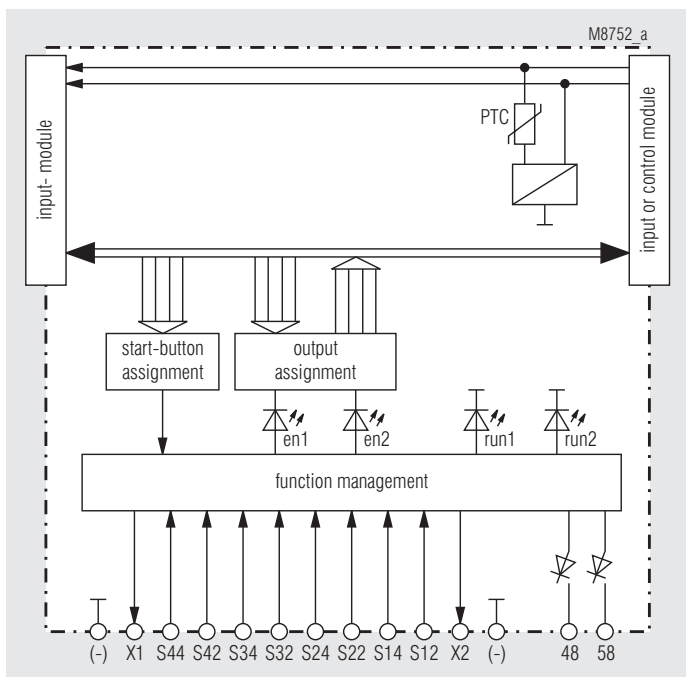 M8752_a
input- module
PTC
input or control module
start-button
assignment
output
assignment
en1
en2
run1
run2
function management
(-) X1 S44 S42 S34 S32 S24 S22 S14 S12 X2 (-) 48 58